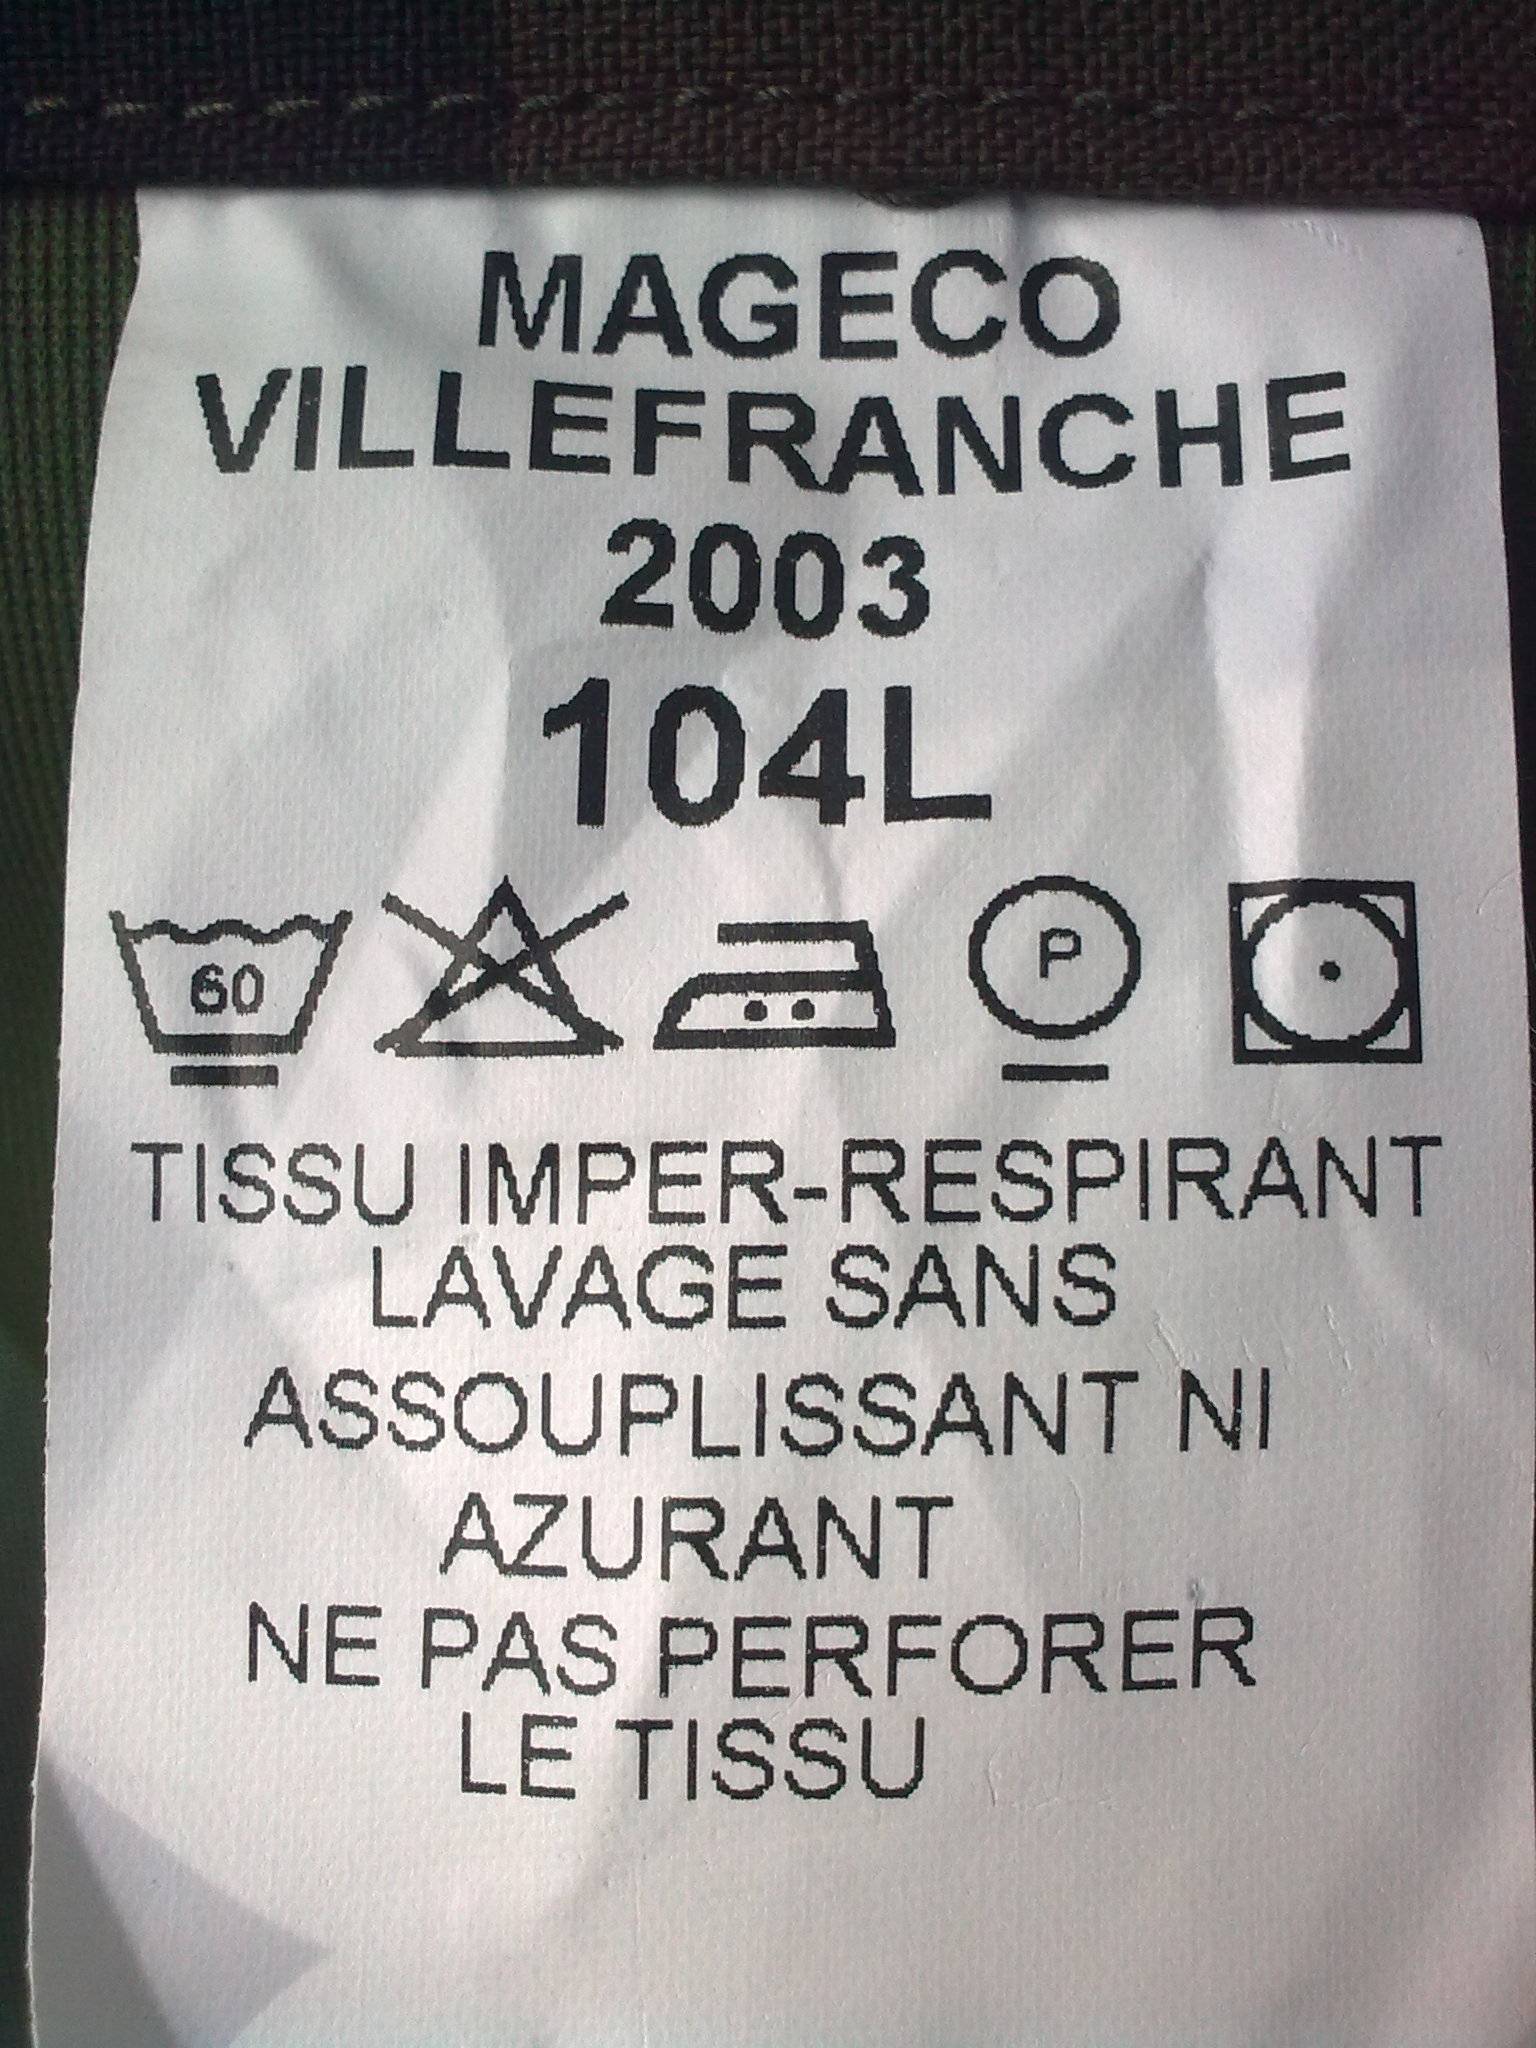 MAGECO
VILLEFRANCHE
2003
104L
60 P
TISSU IMPER-RESPIRANT
LAVAGE SANS
ASSOUPLISSANT NI
AZURANT
NE PAS PERFORER
LE TISSU